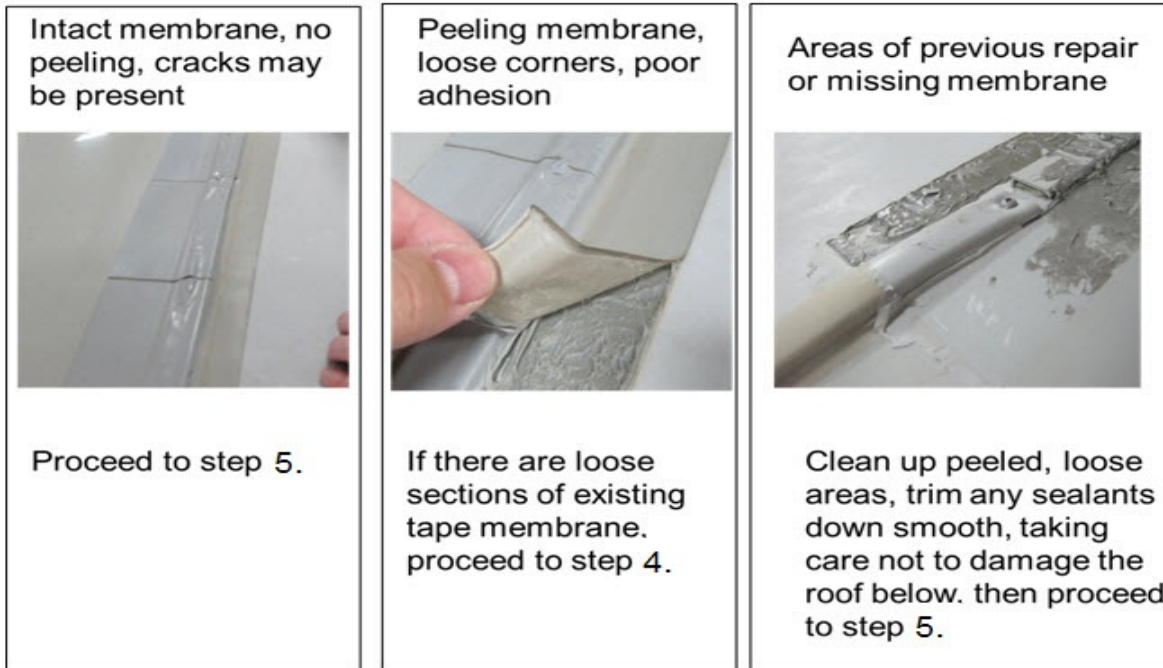 Intact membrane, no
peeling, cracks may
be present
Proceed to step 5.
Peeling membrane,
loose corners, poor
adhesion
If there are loose
sections of existing
tape membrane.
proceed to step 4.
Areas of previous repair
or missing membrane
Clean up peeled, loose
areas, trim any sealants
down smooth, taking
care not to damage the
roof below. then proceed
to step 5.